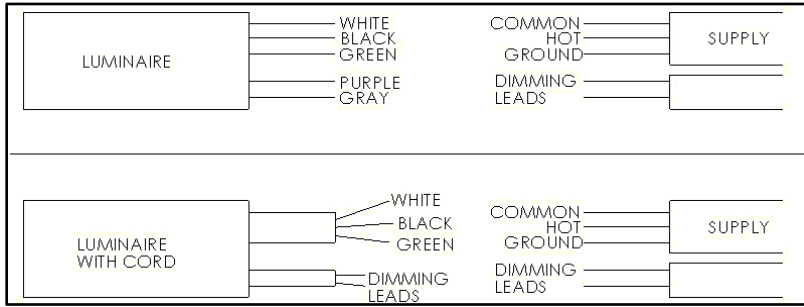 WHITE
BLACK
GREEN
PURPLE
GRAY
LUMINAIRE
COMMON
HOT
GROUND
DIMMING
LEADS
SUPPLY
LUMINAIRE
WITH CORD
WHITE
BLACK
GREEN
DIMMING
LEADS
COMMON
HOT
GROUND
DIMMING
LEADS
SUPPLY